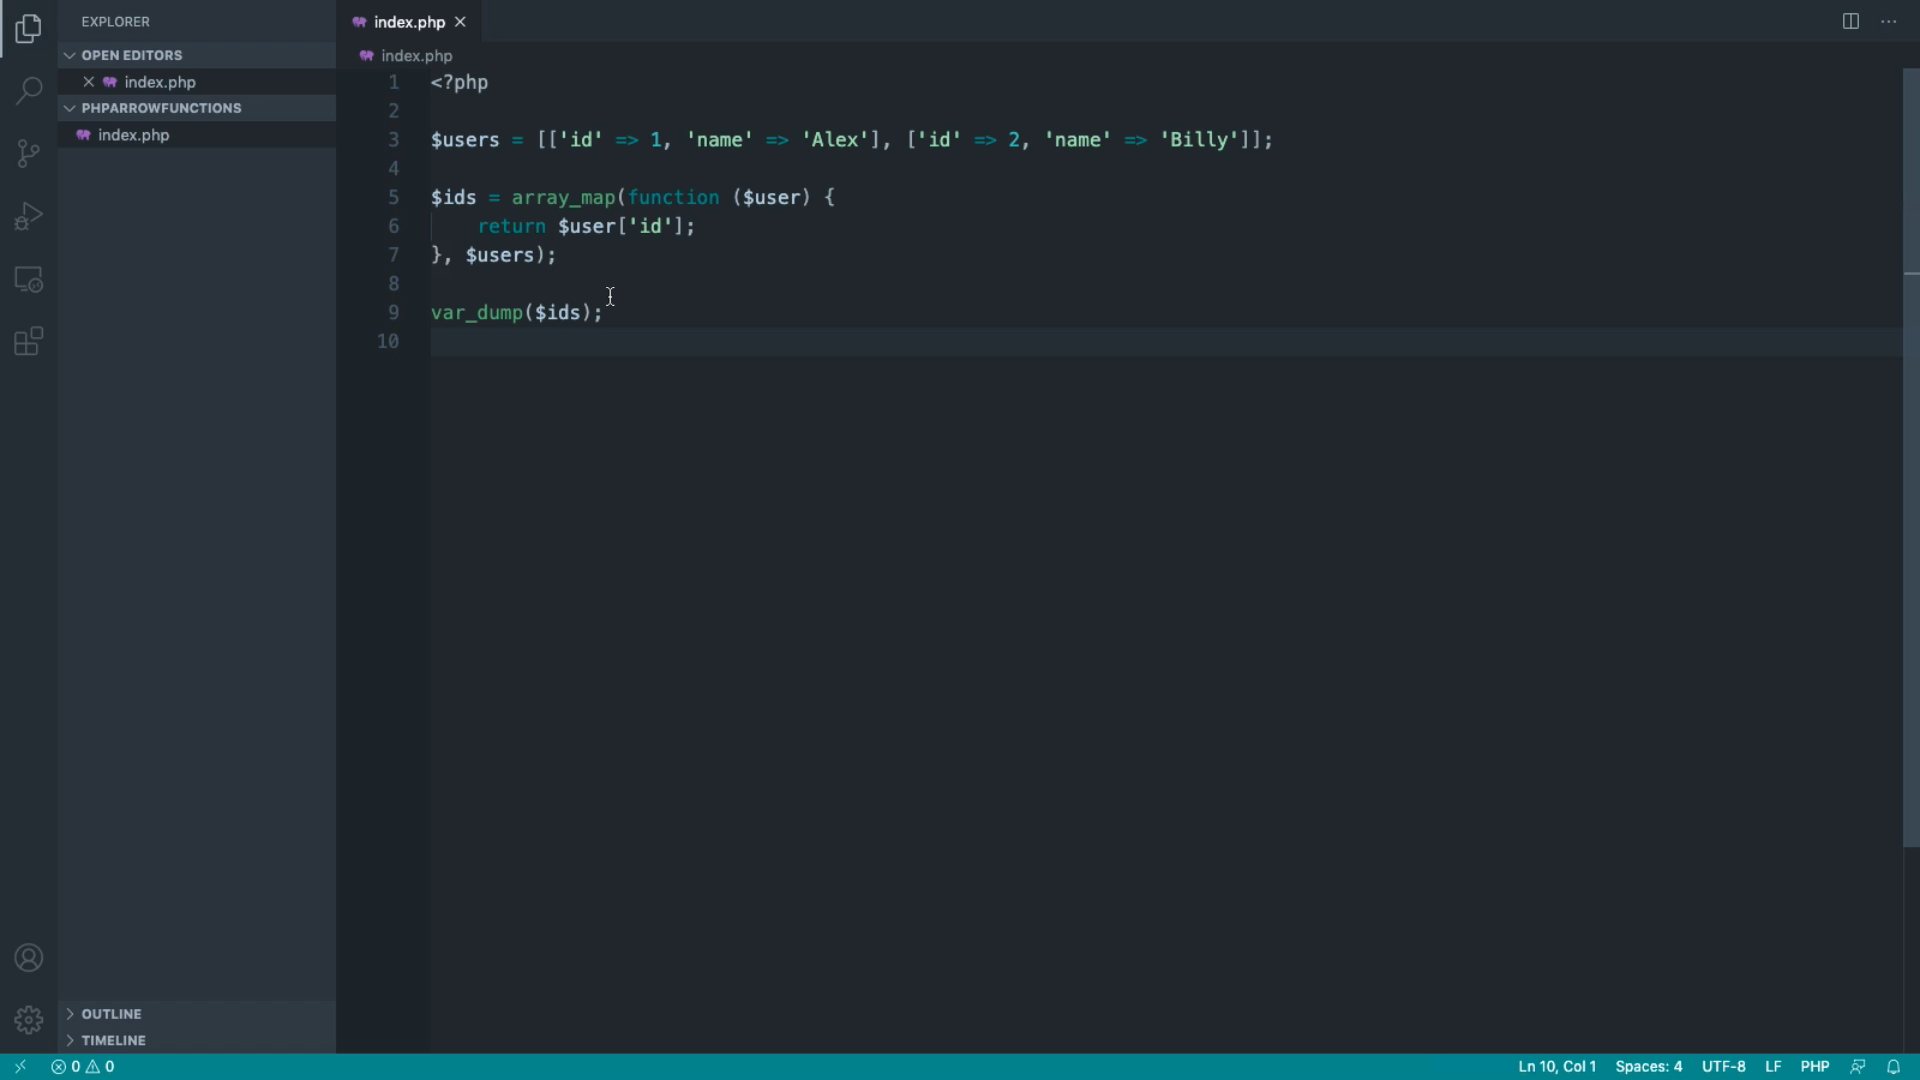 EXPLORER
OPEN EDITORS
index.php
PHPARROWFUNCTIONS
index.php
OUTLINE
TIMELINE
index.php
index.php
1 <?php
2
3 $users = [['id' => 1, 'name' => 'Alex'], ['id' => 2, 'name' => 'Billy']];
4
5 $ids = array_map(function ($user) {
6     return $user['id'];
7 }, $users);
8
9 var_dump($ids);
10
0 0 Ln 10, Col 1 Spaces: 4 UTF-8 LF PHP